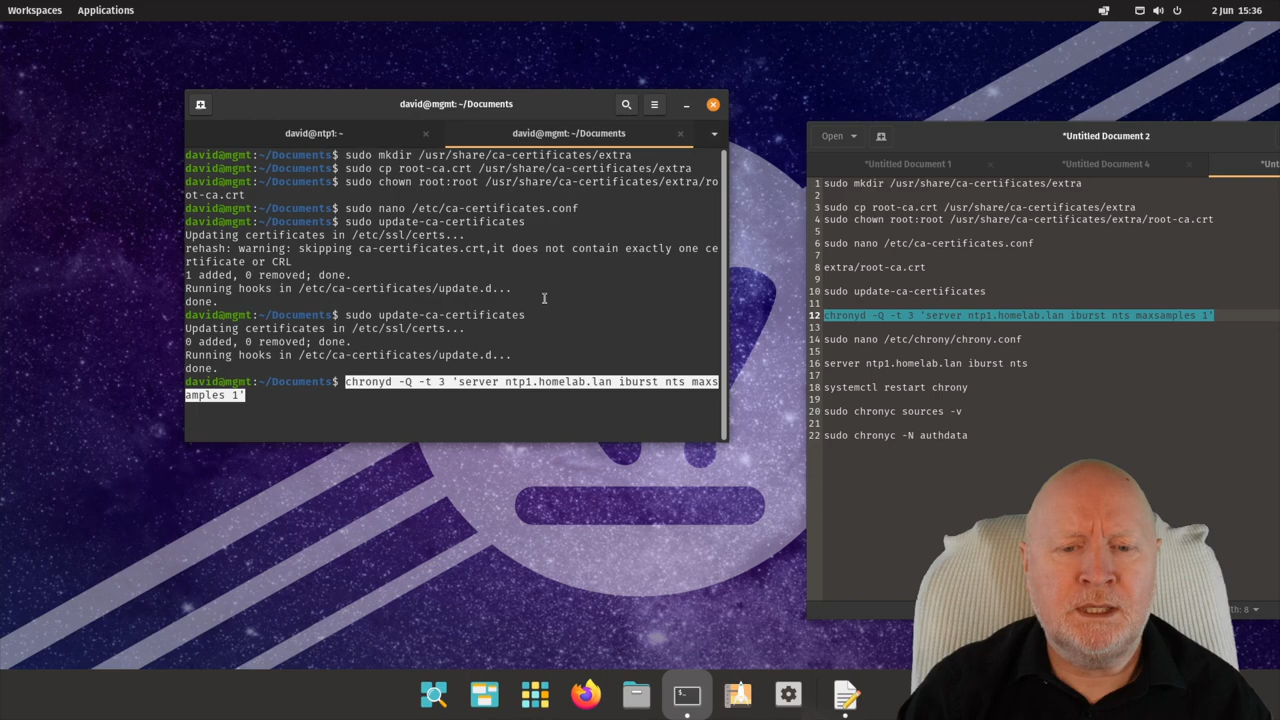 Workspaces Applications
2 Jun 15:36
david@mgmt: ~/Documents
david@ntp1: ~
david@mgmt: ~/Documents
david@mgmt:~/Documents$ sudo mkdir /usr/share/ca-certificates/extra
david@mgmt:~/Documents$ sudo cp root-ca.crt /usr/share/ca-certificates/extra
david@mgmt:~/Documents$ sudo chown root:root /usr/share/ca-certificates/extra/ro
ot-ca.crt
david@mgmt:~/Documents$ sudo nano /etc/ca-certificates.conf
david@mgmt:~/Documents$ sudo update-ca-certificates
Updating certificates in /etc/ssl/certs...
rehash: warning: skipping ca-certificates.crt,it does not contain exactly one ce
rtificate or CRL
1 added, 0 removed; done.
Running hooks in /etc/ca-certificates/update.d...
done.
david@mgmt:~/Documents$ sudo update-ca-certificates
Updating certificates in /etc/ssl/certs...
0 added, 0 removed; done.
Running hooks in /etc/ca-certificates/update.d...
done.
david@mgmt:~/Documents$ chronyd -Q -t 3 'server ntp1.homelab.lan iburst nts maxs
amples 1'
Open
*Untitled Document 2
*Untitled Document 1
*Untitled Document 4
*Unt
1 sudo mkdir /usr/share/ca-certificates/extra
2
3 sudo cp root-ca.crt /usr/share/ca-certificates/extra
4 sudo chown root:root /usr/share/ca-certificates/extra/root-ca.crt
5
6 sudo nano /etc/ca-certificates.conf
7
8 extra/root-ca.crt
9
10 sudo update-ca-certificates
11
12 chronyd -Q -t 3 'server ntp1.homelab.lan iburst nts maxsamples 1'
13
14 sudo nano /etc/chrony/chrony.conf
15
16 server ntp1.homelab.lan iburst nts
17
18 systemctl restart chrony
19
20 sudo chronyc sources -v
21
22 sudo chronyc -N authdata
th: 8